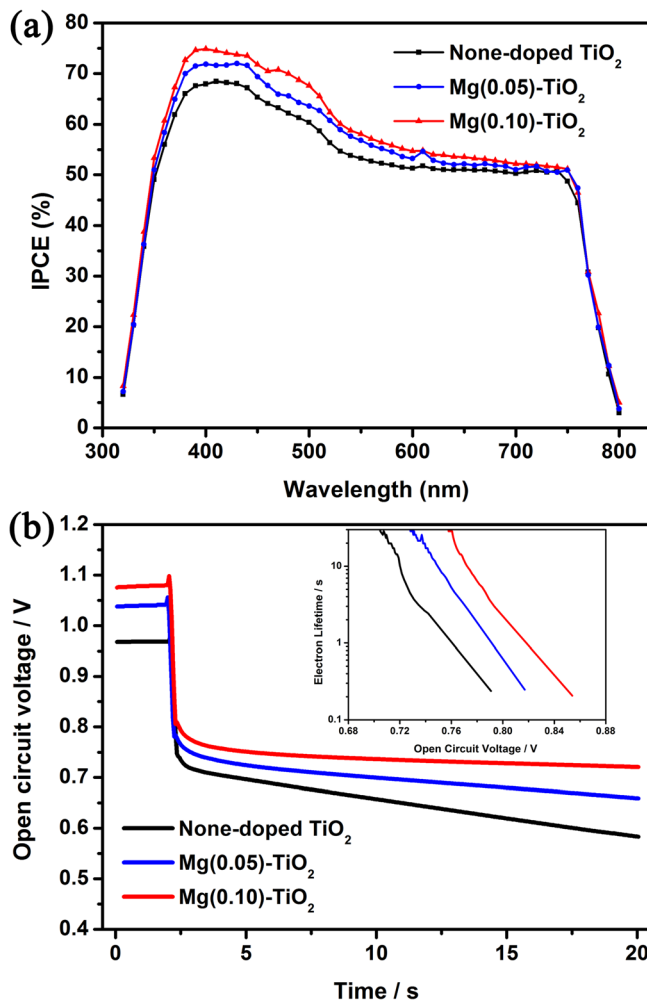 (a)
80
70
60
50
40
30
20
10
0
IPCE (%)
None-doped TiO₂
Mg(0.05)-TiO₂
Mg(0.10)-TiO₂
300 400 500 600 700 800
Wavelength (nm)
(b)
1.2
1.1
1.0
0.9
0.8
0.7
0.6
0.5
0.4
Open circuit voltage / V
Electron Lifetime / s
10
1
0.1
0.68 0.72 0.76 0.80 0.84 0.88
Open Circuit Voltage / V
None-doped TiO₂
Mg(0.05)-TiO₂
Mg(0.10)-TiO₂
0 5 10 15 20
Time / s